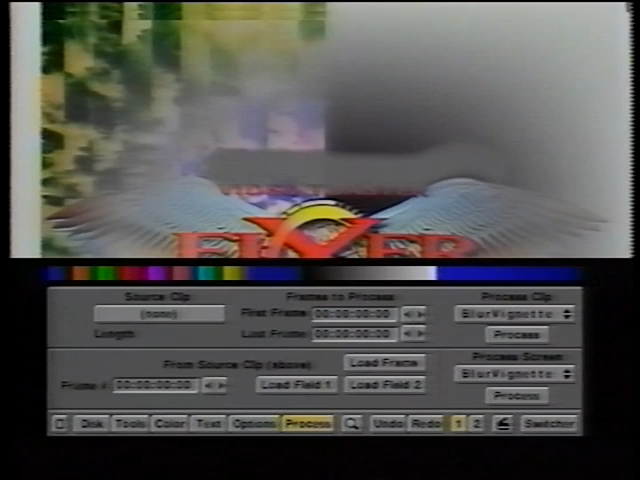 FLYER
Source Clip
(none)
Length
Frames to Process
First Frame 00:00:00:00
Last Frame 00:00:00:00
Process Clip
BlurVignette
Process
From Source Clip (above)
Frame # 00:00:00:00
Load Frame
Load Field 1
Load Field 2
Process Screen
BlurVignette
Process
Disk Tools Color Text Options Process Undo Redo 1 2 Switcher